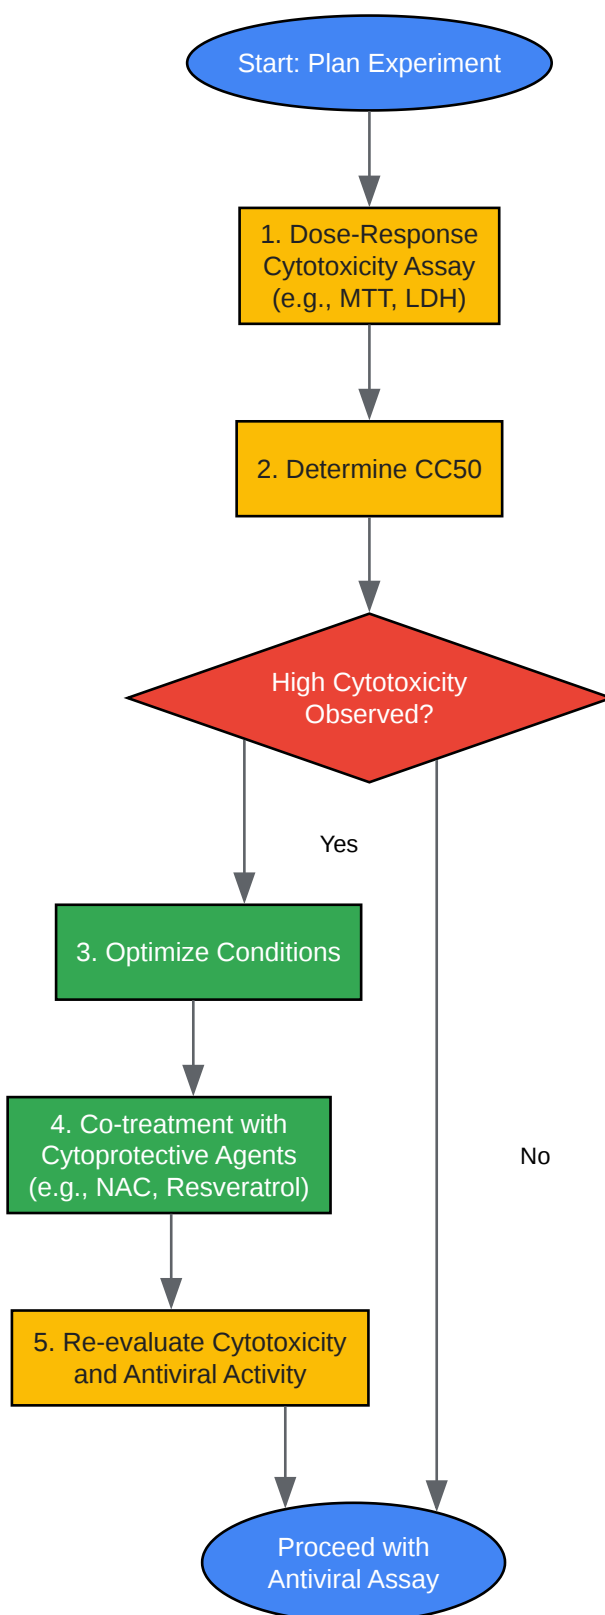 Start: Plan Experiment
1. Dose-Response
Cytotoxicity Assay
(e.g., MTT, LDH)
2. Determine CC50
High Cytotoxicity
Observed?
Yes
3. Optimize Conditions
4. Co-treatment with
Cytoprotective Agents
(e.g., NAC, Resveratrol)
No
5. Re-evaluate Cytotoxicity
and Antiviral Activity
Proceed with
Antiviral Assay